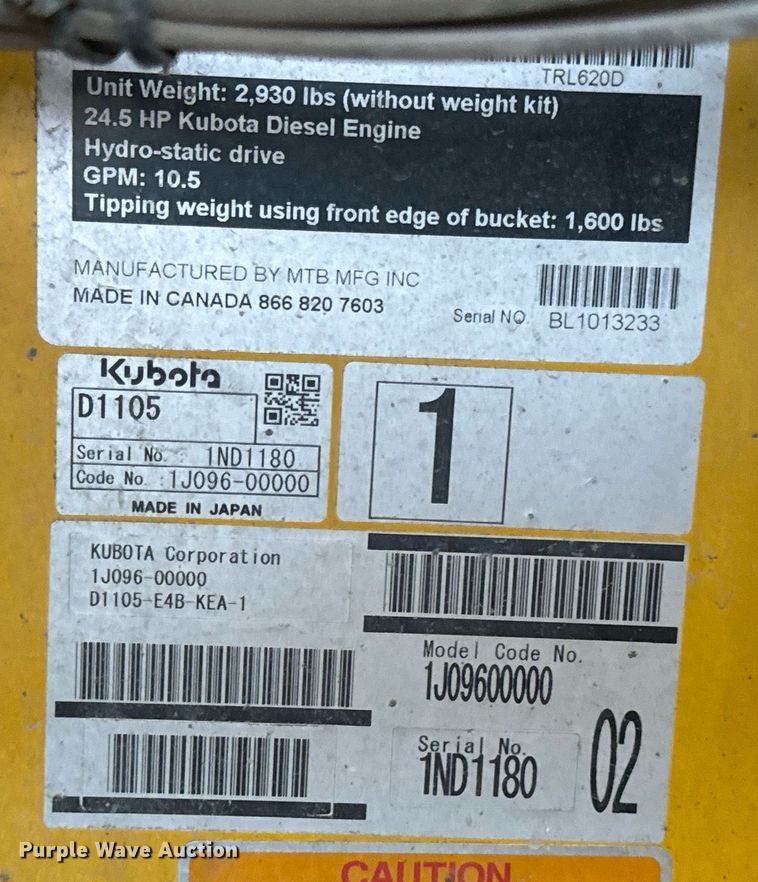 TRL620D
Unit Weight: 2,930 lbs (without weight kit)
24.5 HP Kubota Diesel Engine
Hydro-static drive
GPM: 10.5
Tipping weight using front edge of bucket: 1,600 lbs
MANUFACTURED BY MTB MFG INC
MADE IN CANADA 866 820 7603
Serial NO BL1013233
Kubota
D1105
Serial No. : 1ND1180
Code No. : 1J096-00000
MADE IN JAPAN
1
KUBOTA Corporation
1J096-00000
D1105-E4B-KEA-1
Model Code No.
1J09600000
Serial No.
1ND1180
02
CAUTION
Purple Wave Auction